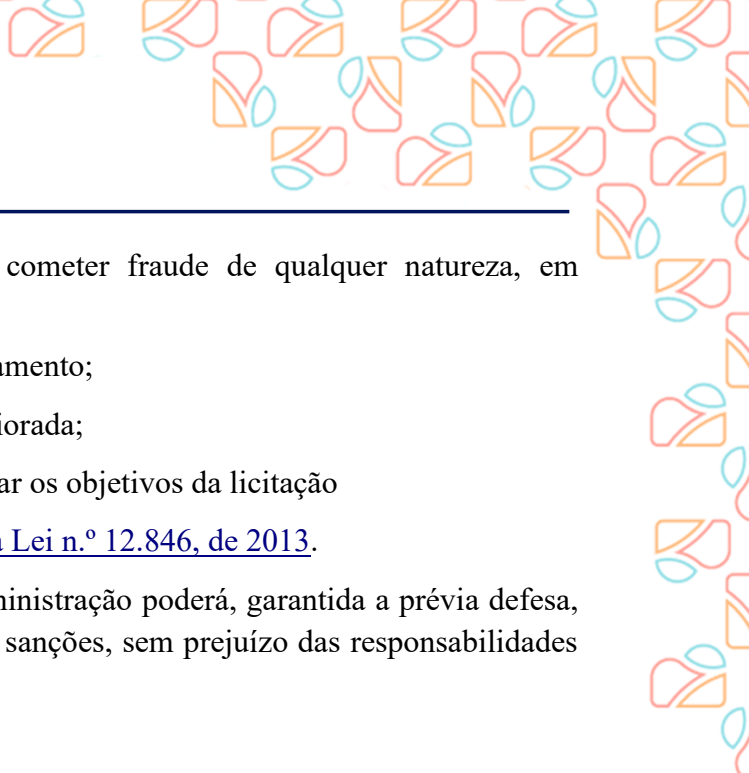 cometer fraude de qualquer natureza, em
amento;
iorada;
ar os objetivos da licitação
a Lei n.º 12.846, de 2013.
ministração poderá, garantida a prévia defesa,
sanções, sem prejuízo das responsabilidades